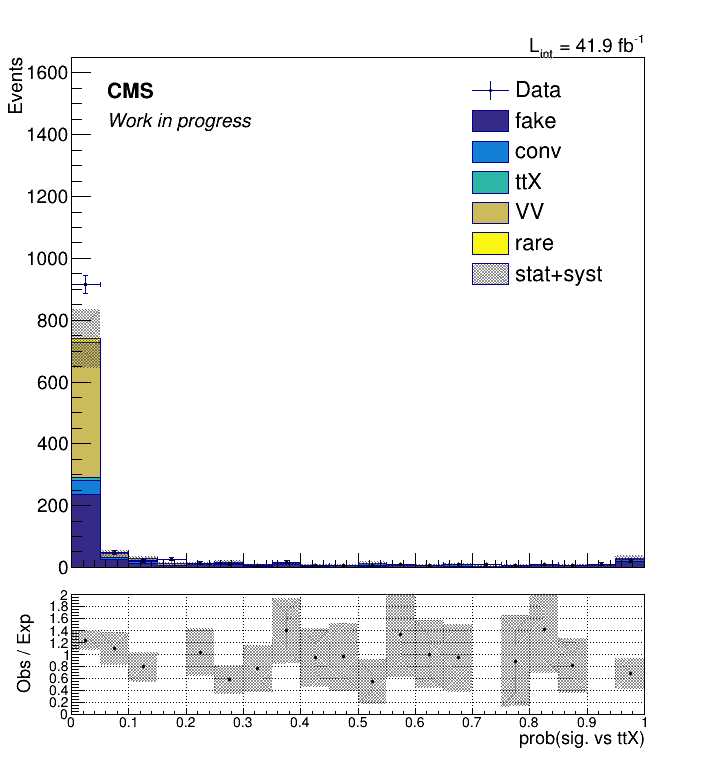 L_int = 41.9 fb^-1
Events
1600
1400
1200
1000
800
600
400
200
0
CMS
Work in progress
Data
fake
conv
ttX
VV
rare
stat+syst
Obs / Exp
2
1.8
1.6
1.4
1.2
1
0.8
0.6
0.4
0.2
0
0 0.1 0.2 0.3 0.4 0.5 0.6 0.7 0.8 0.9 1
prob(sig. vs ttX)